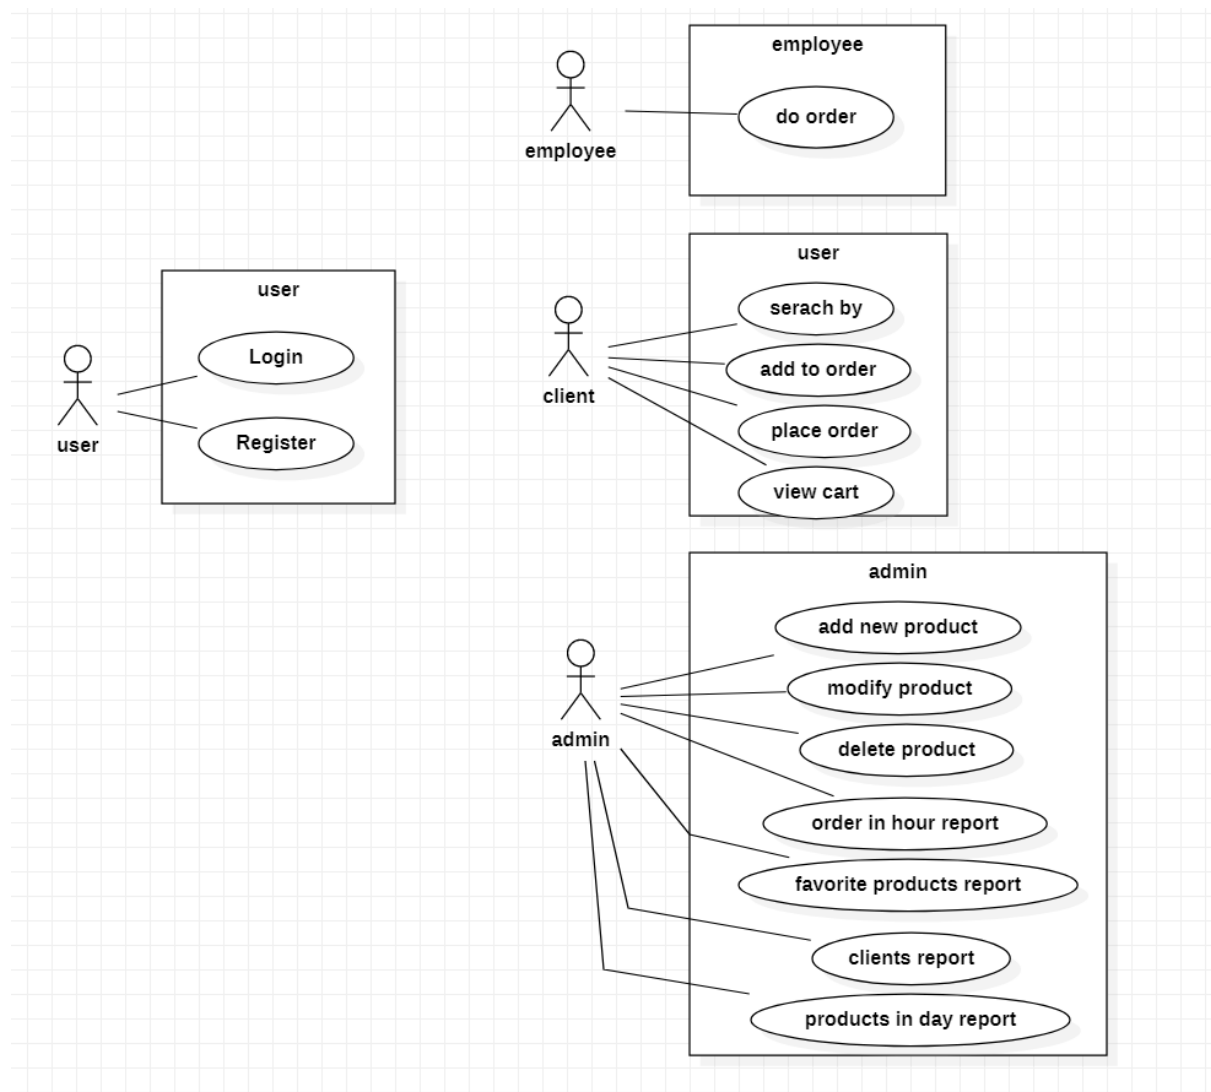 employee
do order
employee
user
Login
Register
user
user
serach by
add to order
place order
view cart
client
admin
add new product
modify product
delete product
order in hour report
favorite products report
clients report
products in day report
admin